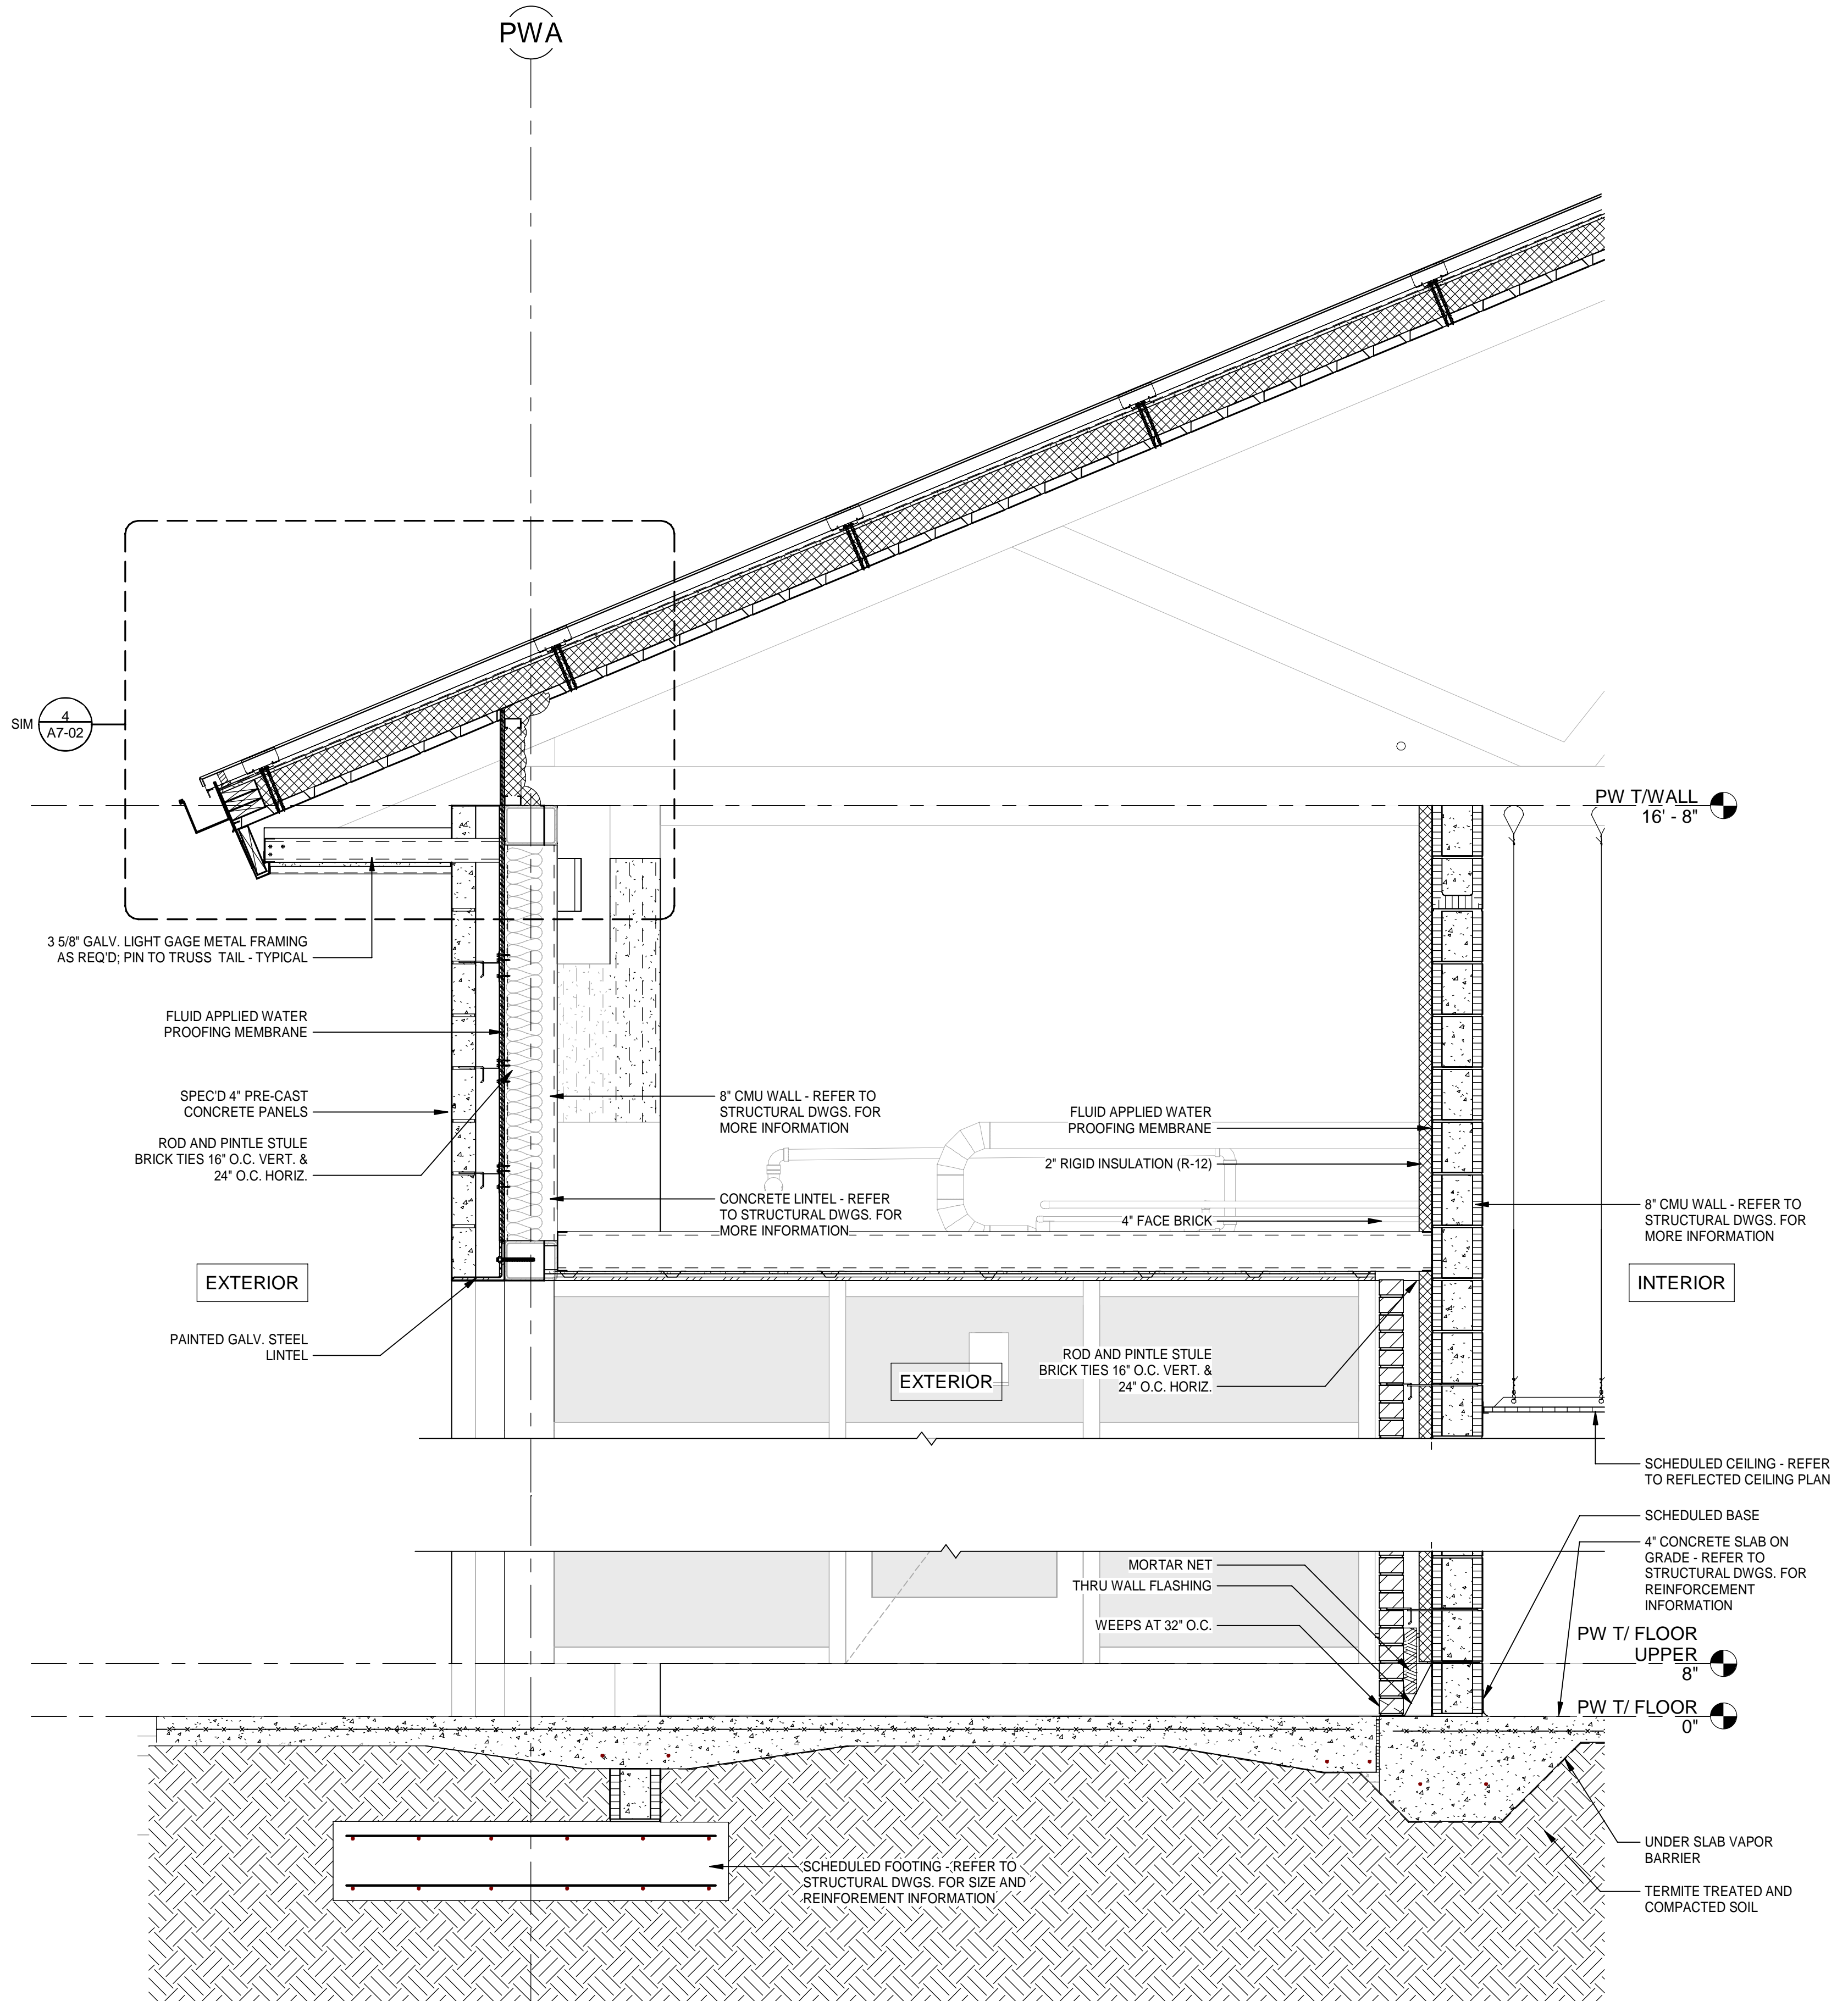 PWA
SIM
4
A7-02
PW T/WALL
16' - 8"
3 5/8" GALV. LIGHT GAGE METAL FRAMING
AS REQ'D; PIN TO TRUSS TAIL - TYPICAL
FLUID APPLIED WATER
PROOFING MEMBRANE
SPEC'D 4" PRE-CAST
CONCRETE PANELS
ROD AND PINTLE STULE
BRICK TIES 16" O.C. VERT. &
24" O.C. HORIZ.
8" CMU WALL - REFER TO
STRUCTURAL DWGS. FOR
MORE INFORMATION
CONCRETE LINTEL - REFER
TO STRUCTURAL DWGS. FOR
MORE INFORMATION
FLUID APPLIED WATER
PROOFING MEMBRANE
2" RIGID INSULATION (R-12)
4" FACE BRICK
8" CMU WALL - REFER TO
STRUCTURAL DWGS. FOR
MORE INFORMATION
EXTERIOR
INTERIOR
PAINTED GALV. STEEL
LINTEL
EXTERIOR
ROD AND PINTLE STULE
BRICK TIES 16" O.C. VERT. &
24" O.C. HORIZ.
SCHEDULED CEILING - REFER
TO REFLECTED CEILING PLAN
SCHEDULED BASE
4" CONCRETE SLAB ON
GRADE - REFER TO
STRUCTURAL DWGS. FOR
REINFORCEMENT
INFORMATION
MORTAR NET
THRU WALL FLASHING
WEEPS AT 32" O.C.
PW T/ FLOOR
UPPER
8"
PW T/ FLOOR
0"
UNDER SLAB VAPOR
BARRIER
TERMITE TREATED AND
COMPACTED SOIL
SCHEDULED FOOTING - REFER TO
STRUCTURAL DWGS. FOR SIZE AND
REINFOREMENT INFORMATION